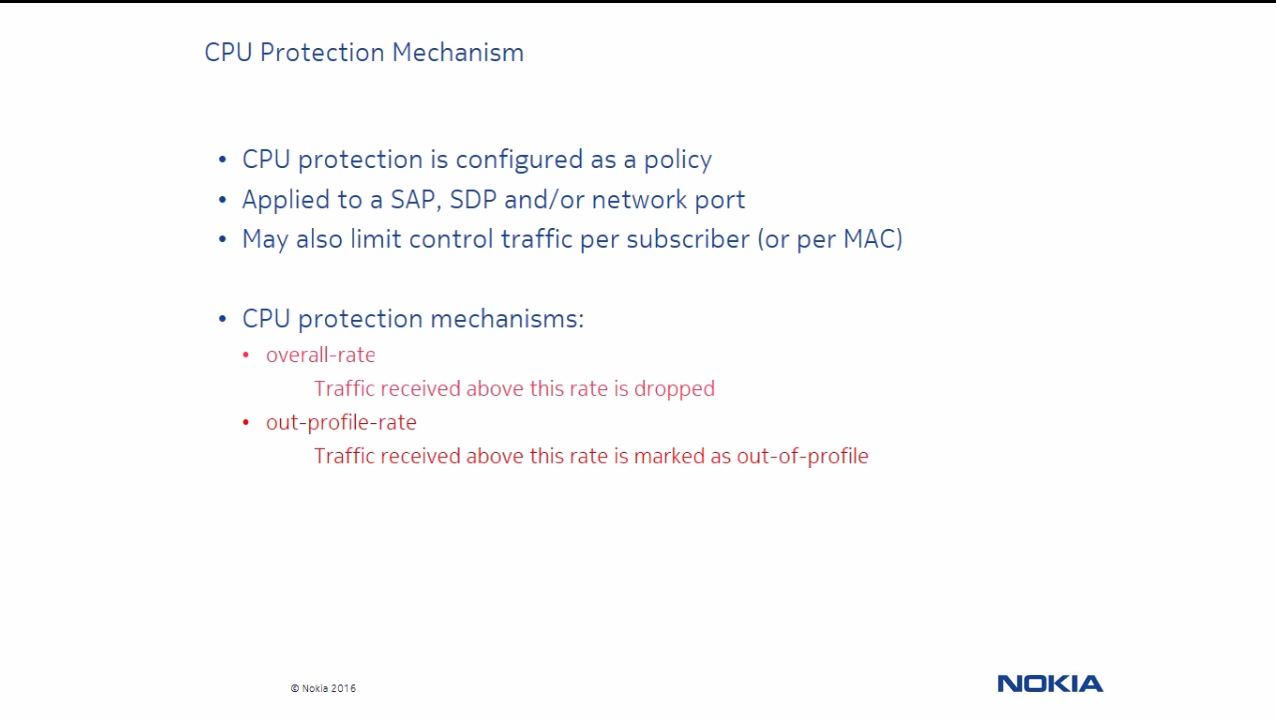 CPU Protection Mechanism
• CPU protection is configured as a policy
• Applied to a SAP, SDP and/or network port
• May also limit control traffic per subscriber (or per MAC)
• CPU protection mechanisms:
• overall-rate
Traffic received above this rate is dropped
• out-profile-rate
Traffic received above this rate is marked as out-of-profile
© Nokia 2016
NOKIA